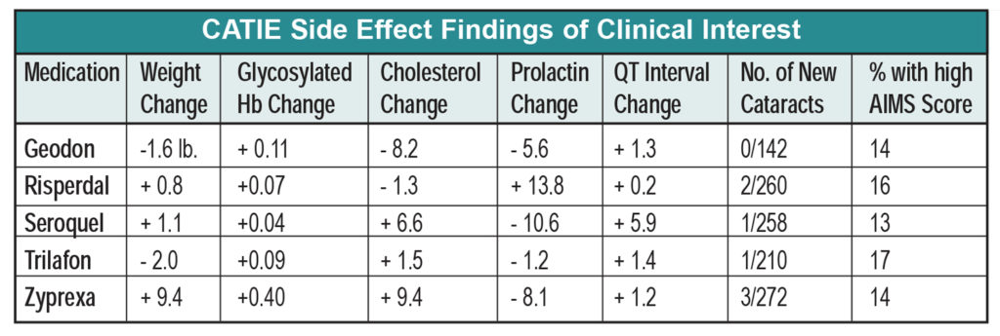 CATIE Side Effect Findings of Clinical Interest
Medication Weight Change Glycosylated Hb Change Cholesterol Change Prolactin Change QT Interval Change No. of New Cataracts % with high AIMS Score
Geodon -1.6 lb. + 0.11 - 8.2 - 5.6 + 1.3 0/142 14
Risperdal + 0.8 +0.07 - 1.3 + 13.8 + 0.2 2/260 16
Seroquel + 1.1 +0.04 + 6.6 - 10.6 + 5.9 1/258 13
Trilafon - 2.0 +0.09 + 1.5 - 1.2 + 1.4 1/210 17
Zyprexa + 9.4 +0.40 + 9.4 - 8.1 + 1.2 3/272 14